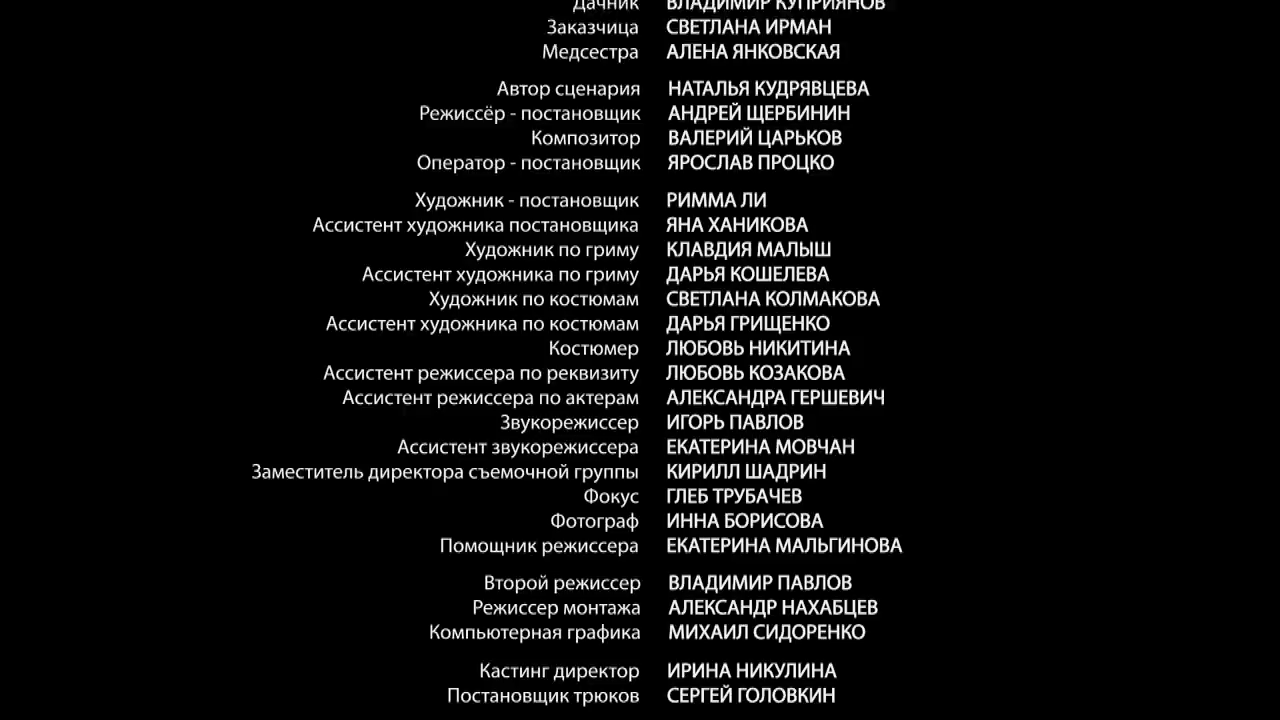 Дачник ВЛАДИМИР КУПРИЯНОВ
Заказчица СВЕТЛАНА ИРМАН
Медсестра АЛЕНА ЯНКОВСКАЯ
Автор сценария НАТАЛЬЯ КУДРЯВЦЕВА
Режиссёр - постановщик АНДРЕЙ ЩЕРБИНИН
Композитор ВАЛЕРИЙ ЦАРЬКОВ
Оператор - постановщик ЯРОСЛАВ ПРОЦКО
Художник - постановщик РИММА ЛИ
Ассистент художника постановщика ЯНА ХАНИКОВА
Художник по гриму КЛАВДИЯ МАЛЫШ
Ассистент художника по гриму ДАРЬЯ КОШЕЛЕВА
Художник по костюмам СВЕТЛАНА КОЛМАКОВА
Ассистент художника по костюмам ДАРЬЯ ГРИЩЕНКО
Костюмер ЛЮБОВЬ НИКИТИНА
Ассистент режиссера по реквизиту ЛЮБОВЬ КОЗАКОВА
Ассистент режиссера по актерам АЛЕКСАНДРА ГЕРШЕВИЧ
Звукорежиссер ИГОРЬ ПАВЛОВ
Ассистент звукорежиссера ЕКАТЕРИНА МОВЧАН
Заместитель директора съемочной группы КИРИЛЛ ШАДРИН
Фокус ГЛЕБ ТРУБАЧЕВ
Фотограф ИННА БОРИСОВА
Помощник режиссера ЕКАТЕРИНА МАЛЬГИНОВА
Второй режиссер ВЛАДИМИР ПАВЛОВ
Режиссер монтажа АЛЕКСАНДР НАХАБЦЕВ
Компьютерная графика МИХАИЛ СИДОРЕНКО
Кастинг директор ИРИНА НИКУЛИНА
Постановщик трюков СЕРГЕЙ ГОЛОВКИН